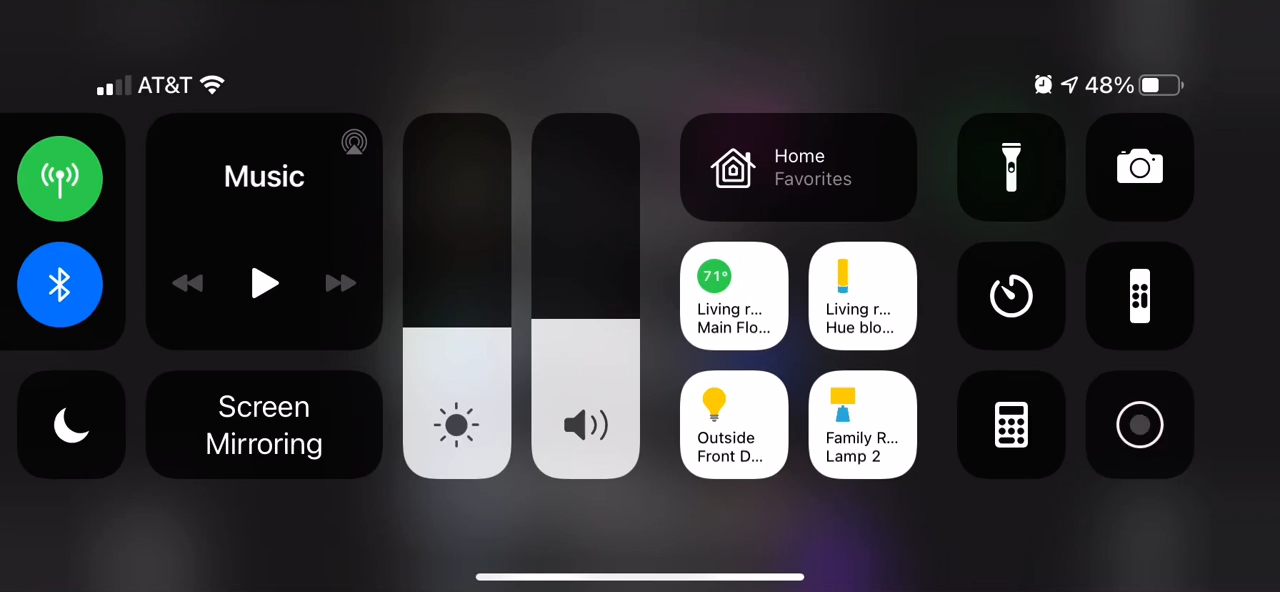 AT&T
48%
Music
Screen
Mirroring
Home
Favorites
71°
Living r...
Main Flo...
Living r...
Hue blo...
Outside
Front D...
Family R...
Lamp 2